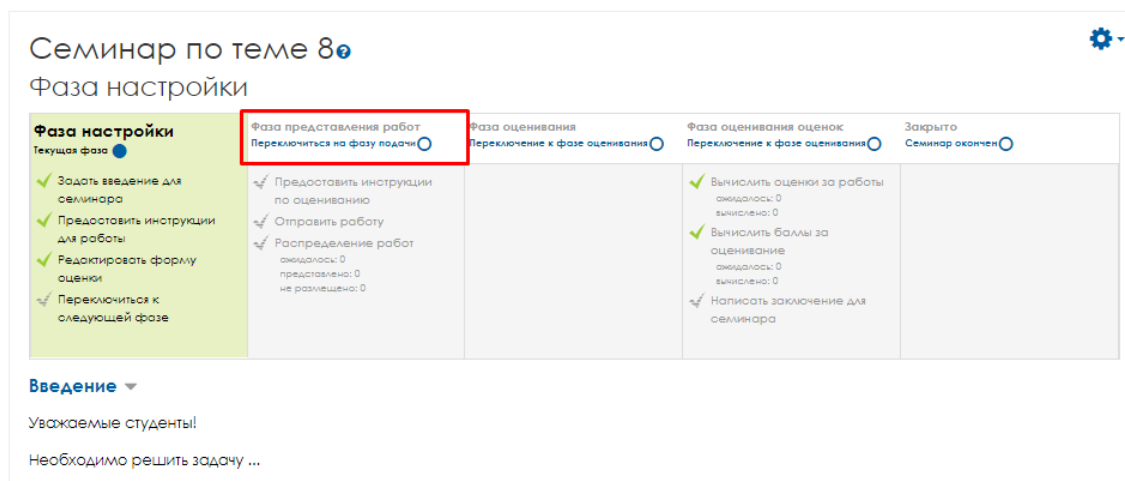 Семинар по теме 8
Фаза настройки
Фаза настройки
Текущая фаза
Задать введение для
семинара
Предоставить инструкции
для работы
Редактировать форму
оценки
Переключиться к
следующей фазе
Фаза представления работ
Переключиться на фазу подачи
Предоставить инструкции
по оцениванию
Отправить работу
Распределение работ
ожидалось: 0
представлено: 0
не размещено: 0
Фаза оценивания
Переключение к фазе оценивания
Фаза оценивания оценок
Переключение к фазе оценивания
Вычислить оценки за работы
ожидалось: 0
вычислено: 0
Вычислить баллы за
оценивание
ожидалось: 0
вычислено: 0
Написать заключение для
семинара
Закрыто
Семинар окончен
Введение
Уважаемые студенты!
Необходимо решить задачу ...